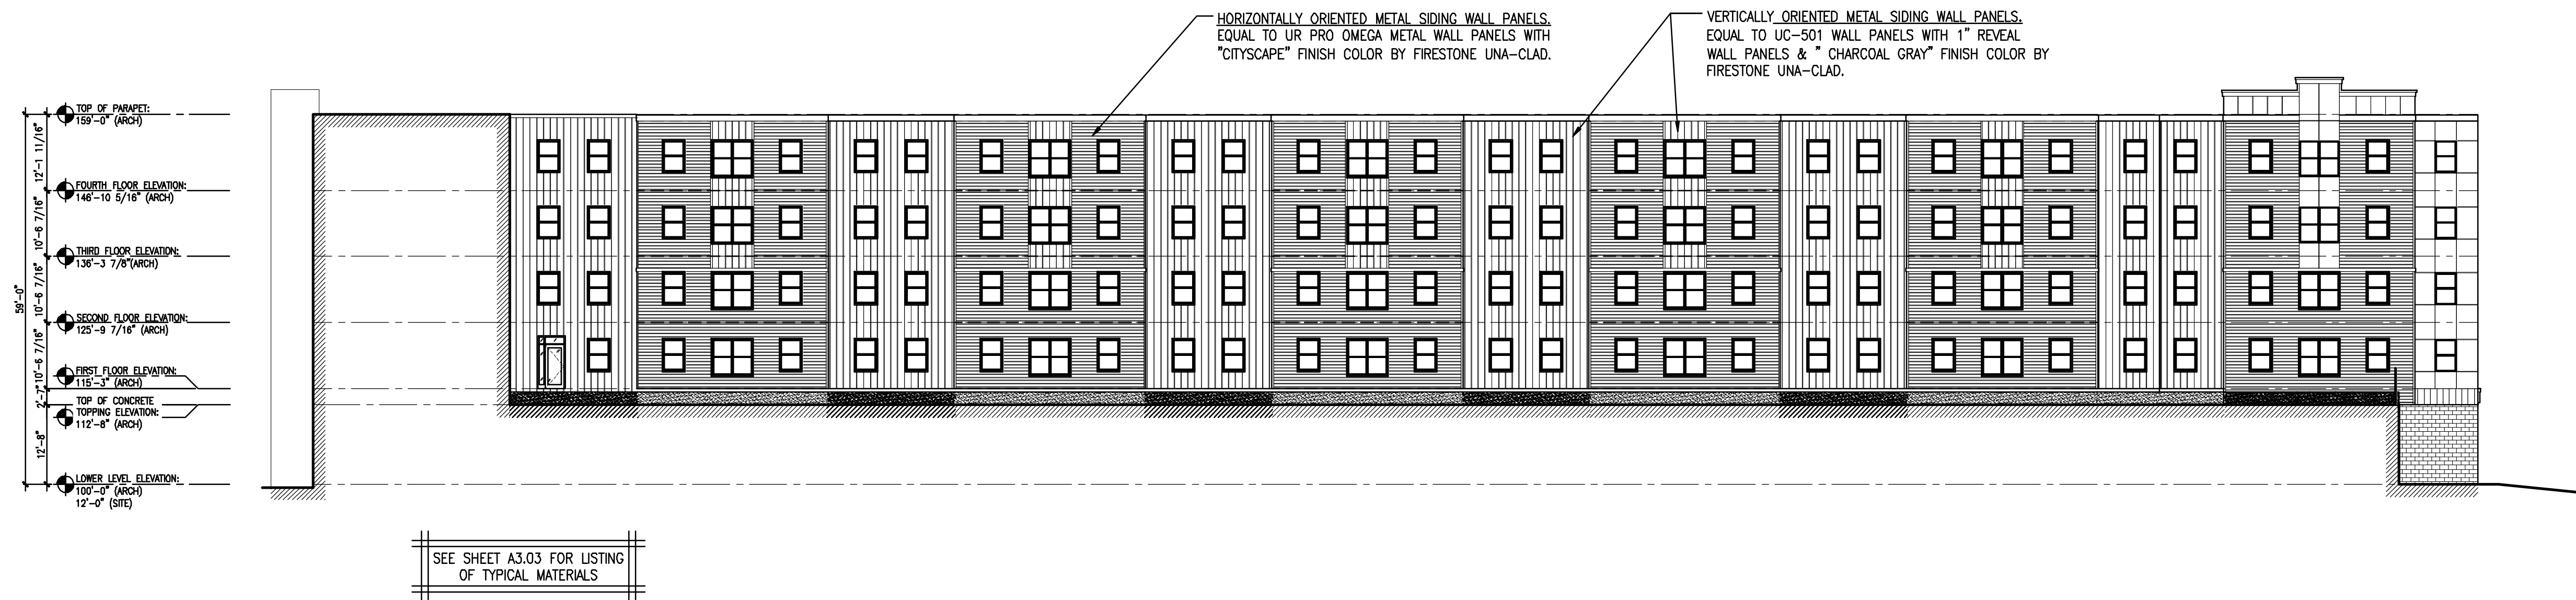 HORIZONTALLY ORIENTED METAL SIDING WALL PANELS.
EQUAL TO UR PRO OMEGA METAL WALL PANELS WITH
"CITYSCAPE" FINISH COLOR BY FIRESTONE UNA-CLAD.
VERTICALLY ORIENTED METAL SIDING WALL PANELS.
EQUAL TO UC-501 WALL PANELS WITH 1" REVEAL
WALL PANELS & " CHARCOAL GRAY" FINISH COLOR BY
FIRESTONE UNA-CLAD.
TOP OF PARAPET:
159'-0" (ARCH)
12'-1 11/16"
FOURTH FLOOR ELEVATION:
146'-10 5/16" (ARCH)
10'-6 7/16"
THIRD FLOOR ELEVATION:
136'-3 7/8"(ARCH)
10'-6 7/16"
59'-0"
SECOND FLOOR ELEVATION:
125'-9 7/16" (ARCH)
10'-6 7/16"
FIRST FLOOR ELEVATION:
115'-3" (ARCH)
2'-7"
TOP OF CONCRETE
TOPPING ELEVATION:
112'-8" (ARCH)
12'-8"
LOWER LEVEL ELEVATION:
100'-0" (ARCH)
12'-0" (SITE)
SEE SHEET A3.03 FOR LISTING
OF TYPICAL MATERIALS